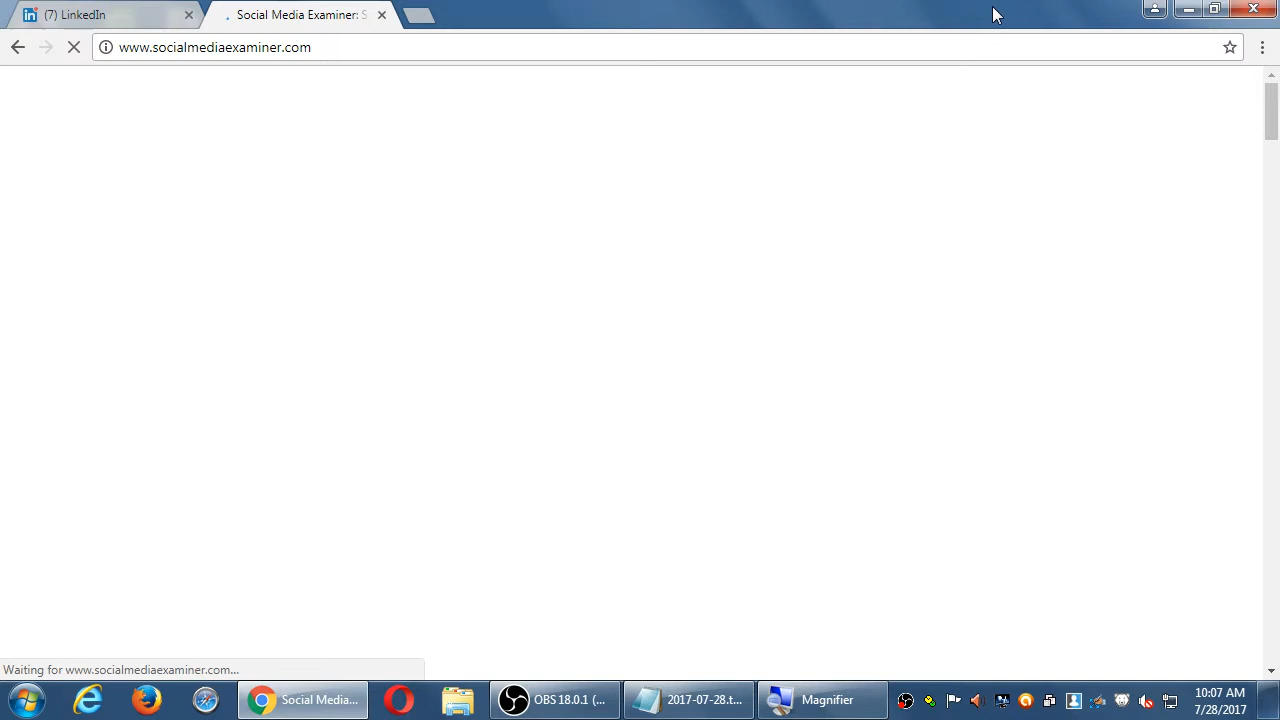 (7) LinkedIn
Social Media Examiner: S
www.socialmediaexaminer.com
Waiting for www.socialmediaexaminer.com...
Social Media...
OBS 18.0.1 (...
2017-07-28.t...
Magnifier
10:07 AM
7/28/2017